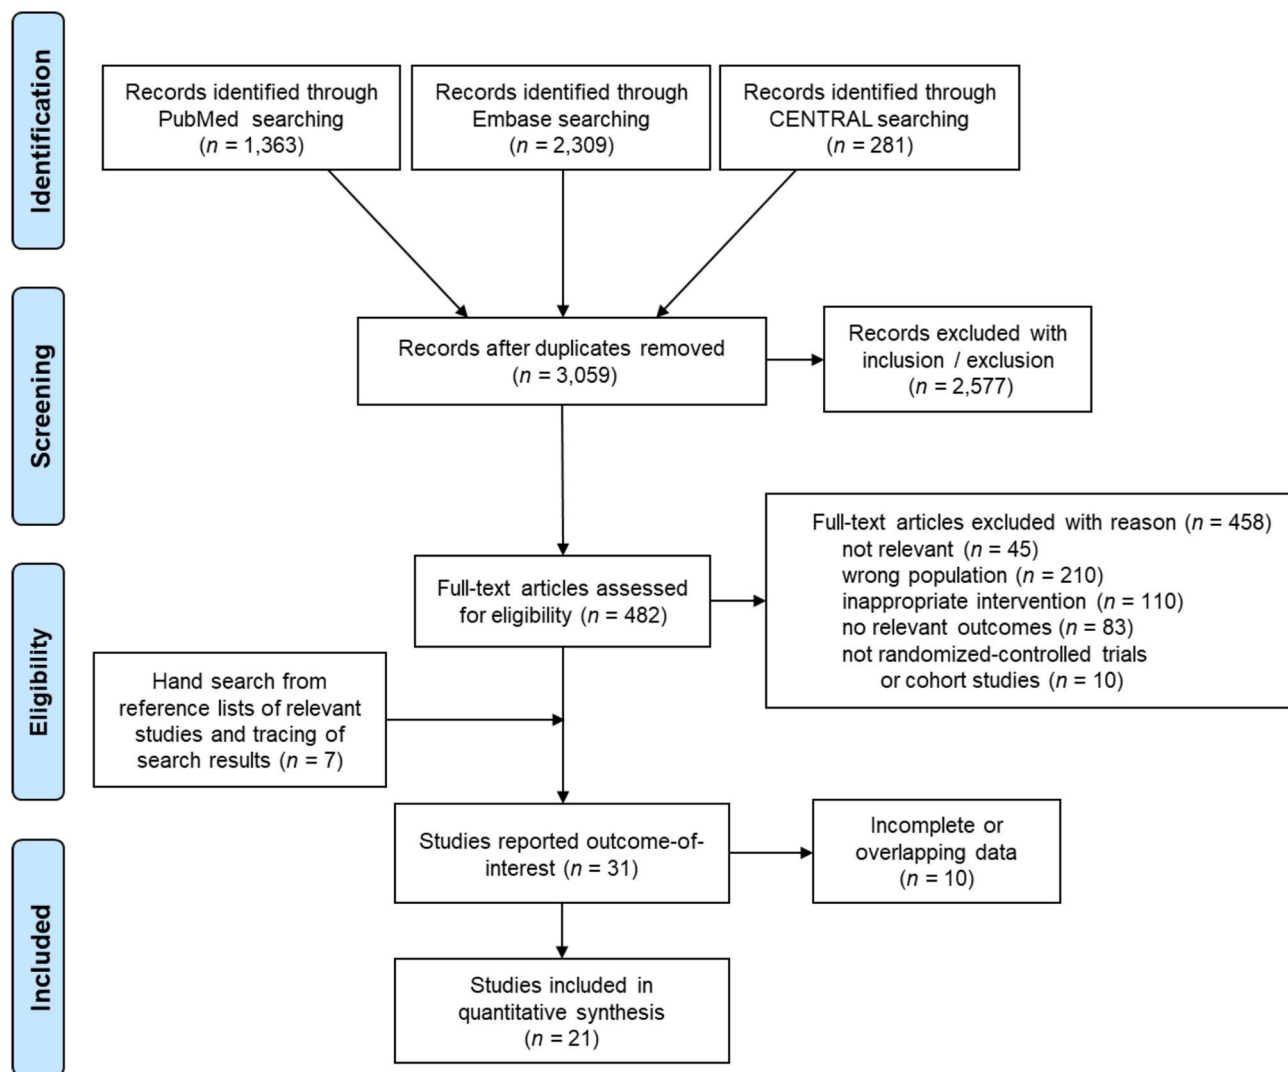 Identification
Records identified through
PubMed searching
(n = 1,363)
Records identified through
Embase searching
(n = 2,309)
Records identified through
CENTRAL searching
(n = 281)
Screening
Records after duplicates removed
(n = 3,059)
Records excluded with
inclusion / exclusion
(n = 2,577)
Eligibility
Full-text articles assessed
for eligibility (n = 482)
Full-text articles excluded with reason (n = 458)
not relevant (n = 45)
wrong population (n = 210)
inappropriate intervention (n = 110)
no relevant outcomes (n = 83)
not randomized-controlled trials
or cohort studies (n = 10)
Hand search from
reference lists of relevant
studies and tracing of
search results (n = 7)
Included
Studies reported outcome-of-
interest (n = 31)
Incomplete or
overlapping data
(n = 10)
Studies included in
quantitative synthesis
(n = 21)